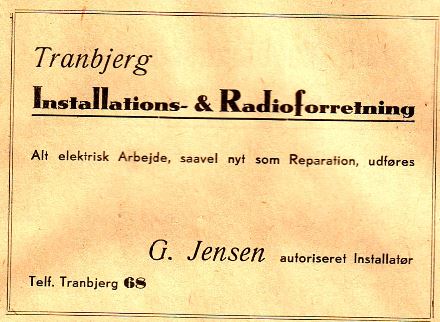 Tranbjerg
Installations- & Radioforretning
Alt elektrisk Arbejde, saavel nyt som Reparation, udføres
G. Jensen autoriseret Installatør
Telf. Tranbjerg 68